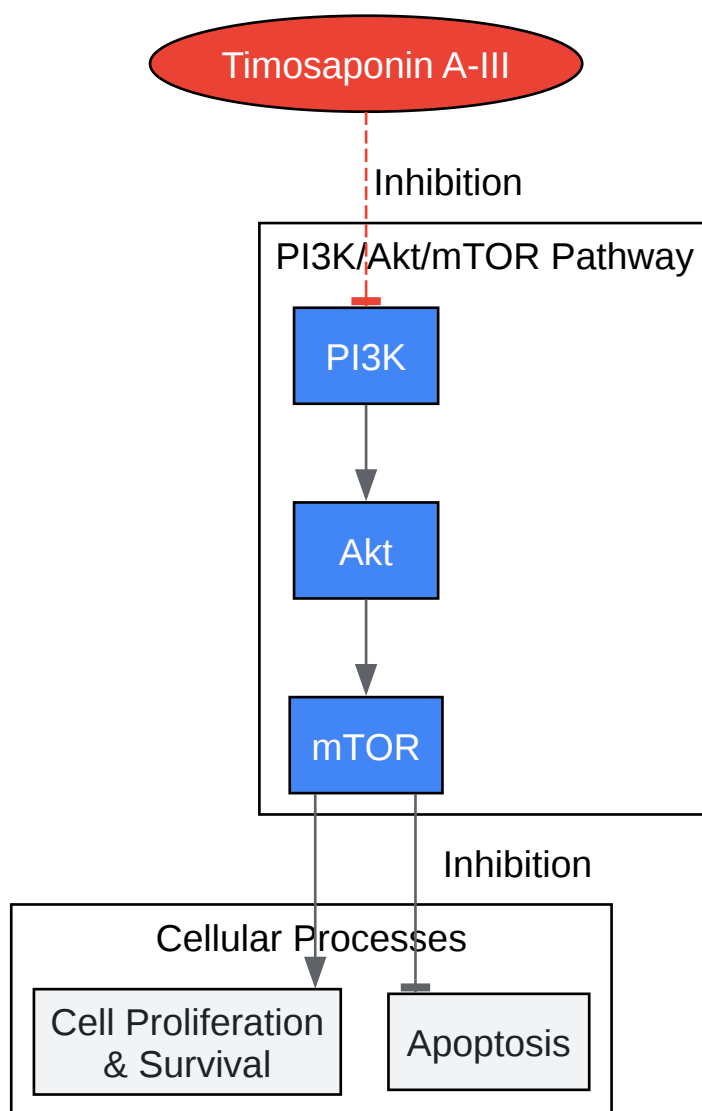 Timosaponin A-III
Inhibition
PI3K/Akt/mTOR Pathway
PI3K
Akt
mTOR
Inhibition
Cellular Processes
Cell Proliferation
& Survival
Apoptosis